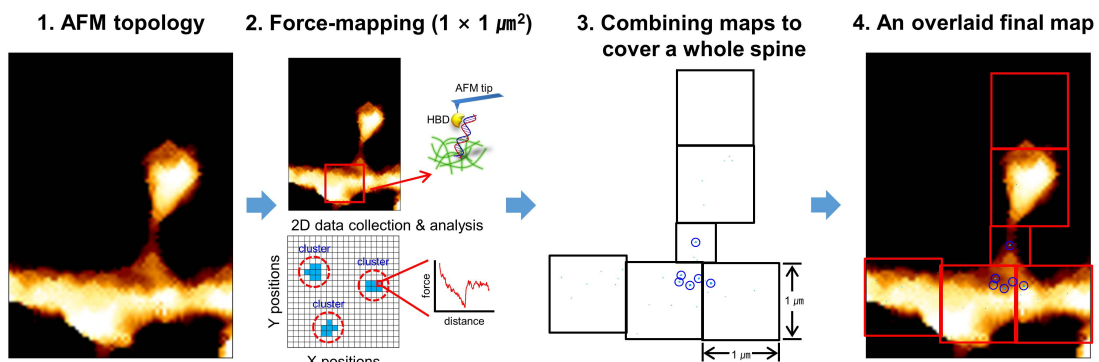 1. AFM topology
2. Force-mapping (1 × 1 μm²)
3. Combining maps to
cover a whole spine
4. An overlaid final map
AFM tip
HBD
2D data collection & analysis
cluster
cluster
cluster
Y positions
X positions
force
distance
1 μm
1 μm